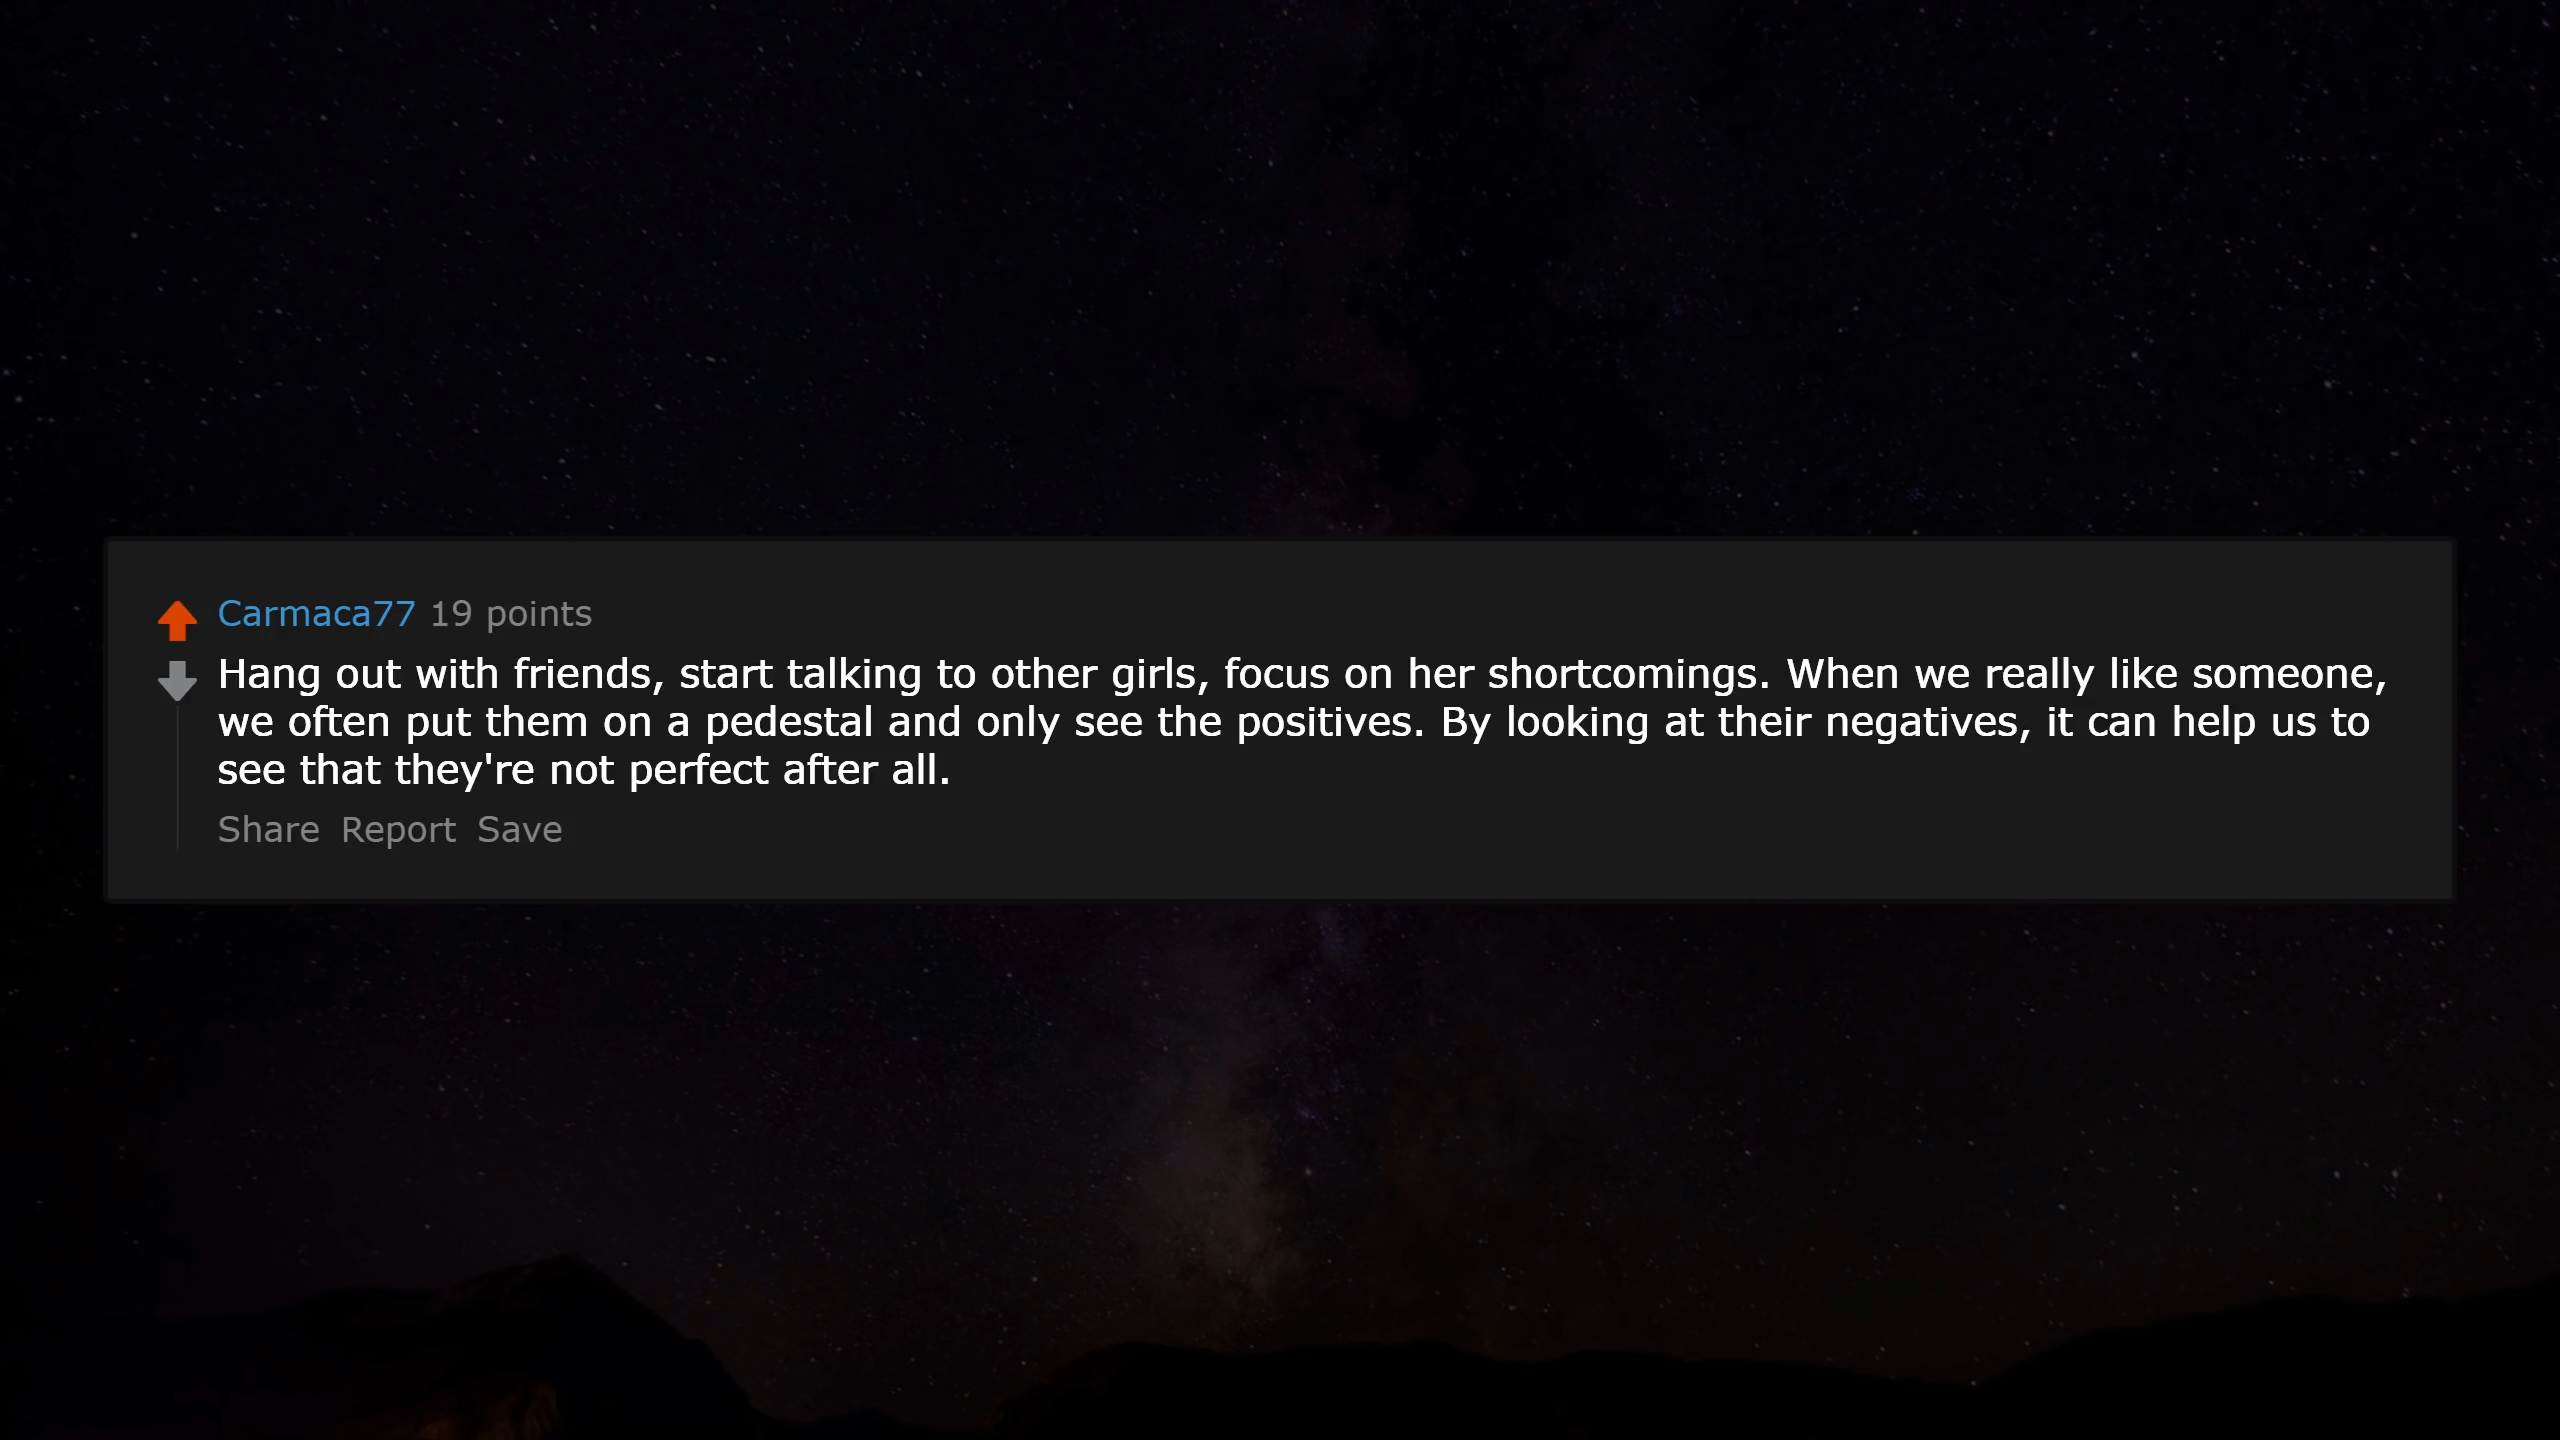 Carmaca77 19 points
Hang out with friends, start talking to other girls, focus on her shortcomings. When we really like someone,
we often put them on a pedestal and only see the positives. By looking at their negatives, it can help us to
see that they're not perfect after all.
Share Report Save